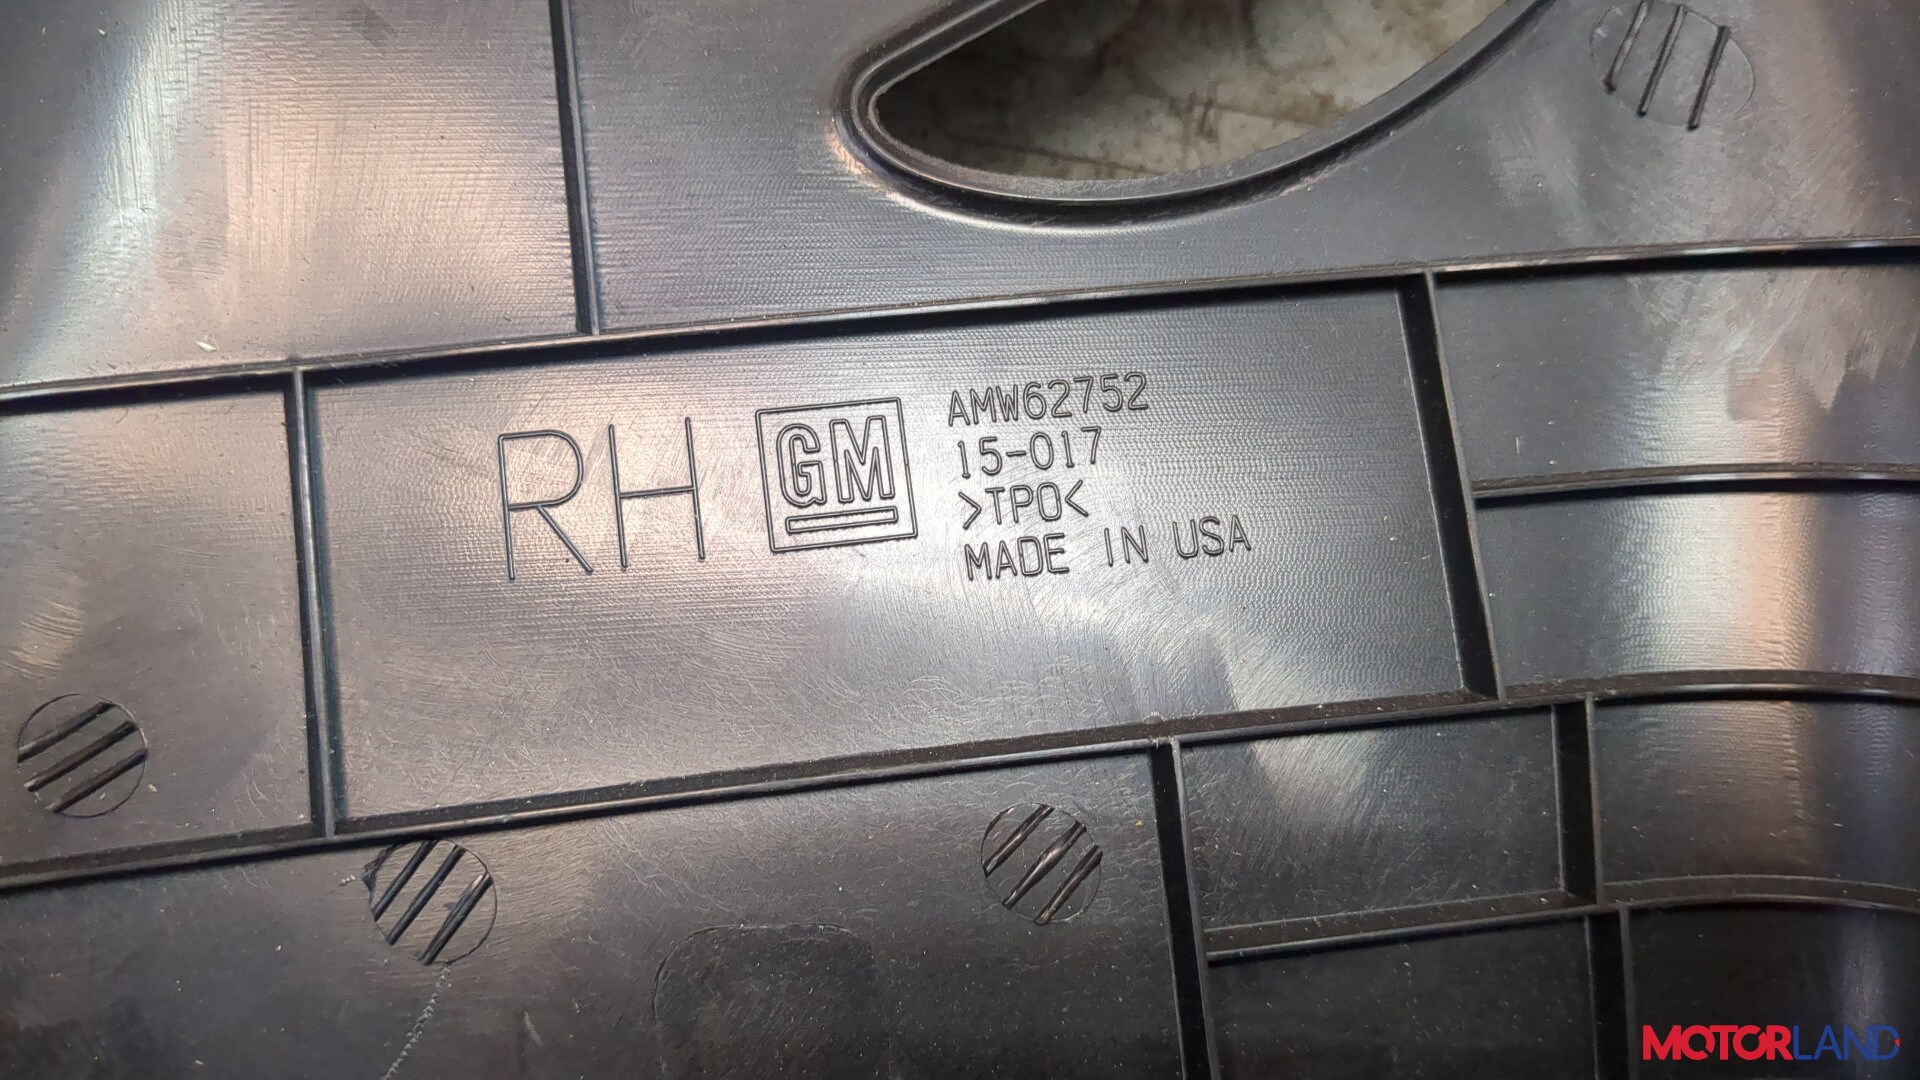 RH
GM
AMW62752
15-017
>TPO<
MADE IN USA
MOTORLAND